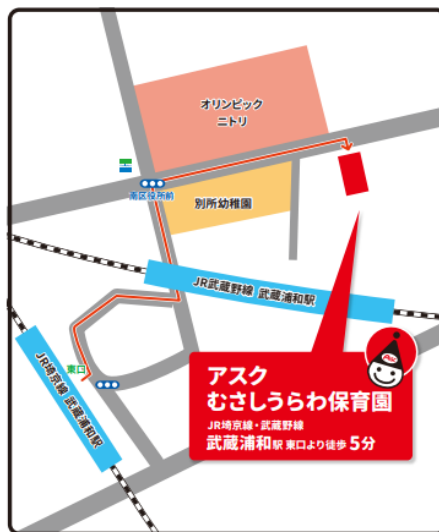 オリンピック
ニトリ
南区役所前
別所幼稚園
JR武蔵野線 武蔵浦和駅
東口
JR埼京線 武蔵浦和駅
アスク
むさしうらわ保育園
JR埼京線・武蔵野線
武蔵浦和駅 東口より徒歩 5分